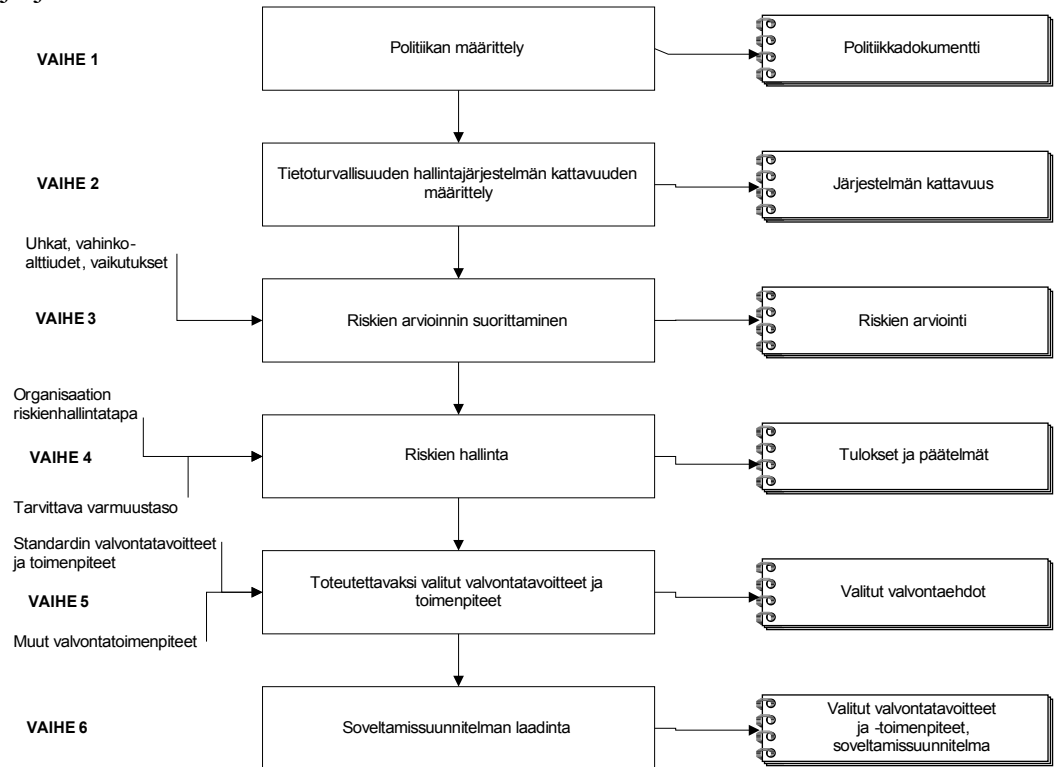 VAIHE 1
Politiikan määrittely
Politiikkadokumentti
VAIHE 2
Tietoturvallisuuden hallintajärjestelmän kattavuuden
määrittely
Järjestelmän kattavuus
Uhkat, vahinko-
alttiudet, vaikutukset
VAIHE 3
Riskien arvioinnin suorittaminen
Riskien arviointi
Organisaation
riskienhallintatapa
VAIHE 4
Riskien hallinta
Tulokset ja päätelmät
Tarvittava varmuustaso
Standardin valvontatavoitteet
ja toimenpiteet
VAIHE 5
Toteutettavaksi valitut valvontatavoitteet ja
toimenpiteet
Valitut valvontaehdot
Muut valvontatoimenpiteet
VAIHE 6
Soveltamissuunnitelman laadinta
Valitut valvontatavoitteet
ja -toimenpiteet,
soveltamissuunnitelma